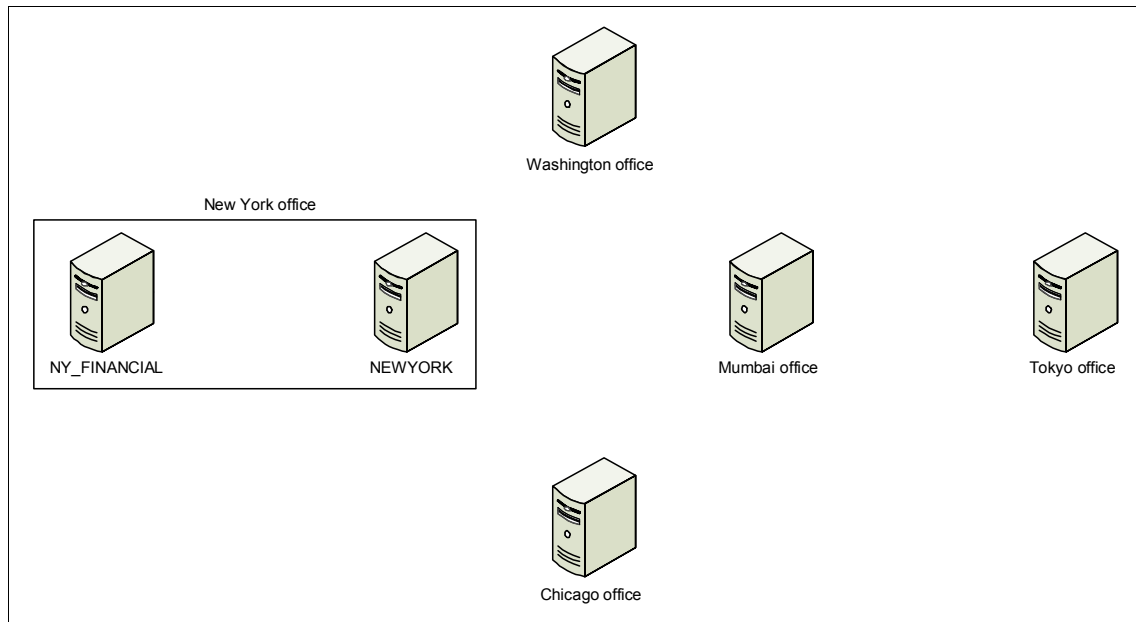 Washington office
New York office
NY_FINANCIAL
NEWYORK
Mumbai office
Tokyo office
Chicago office